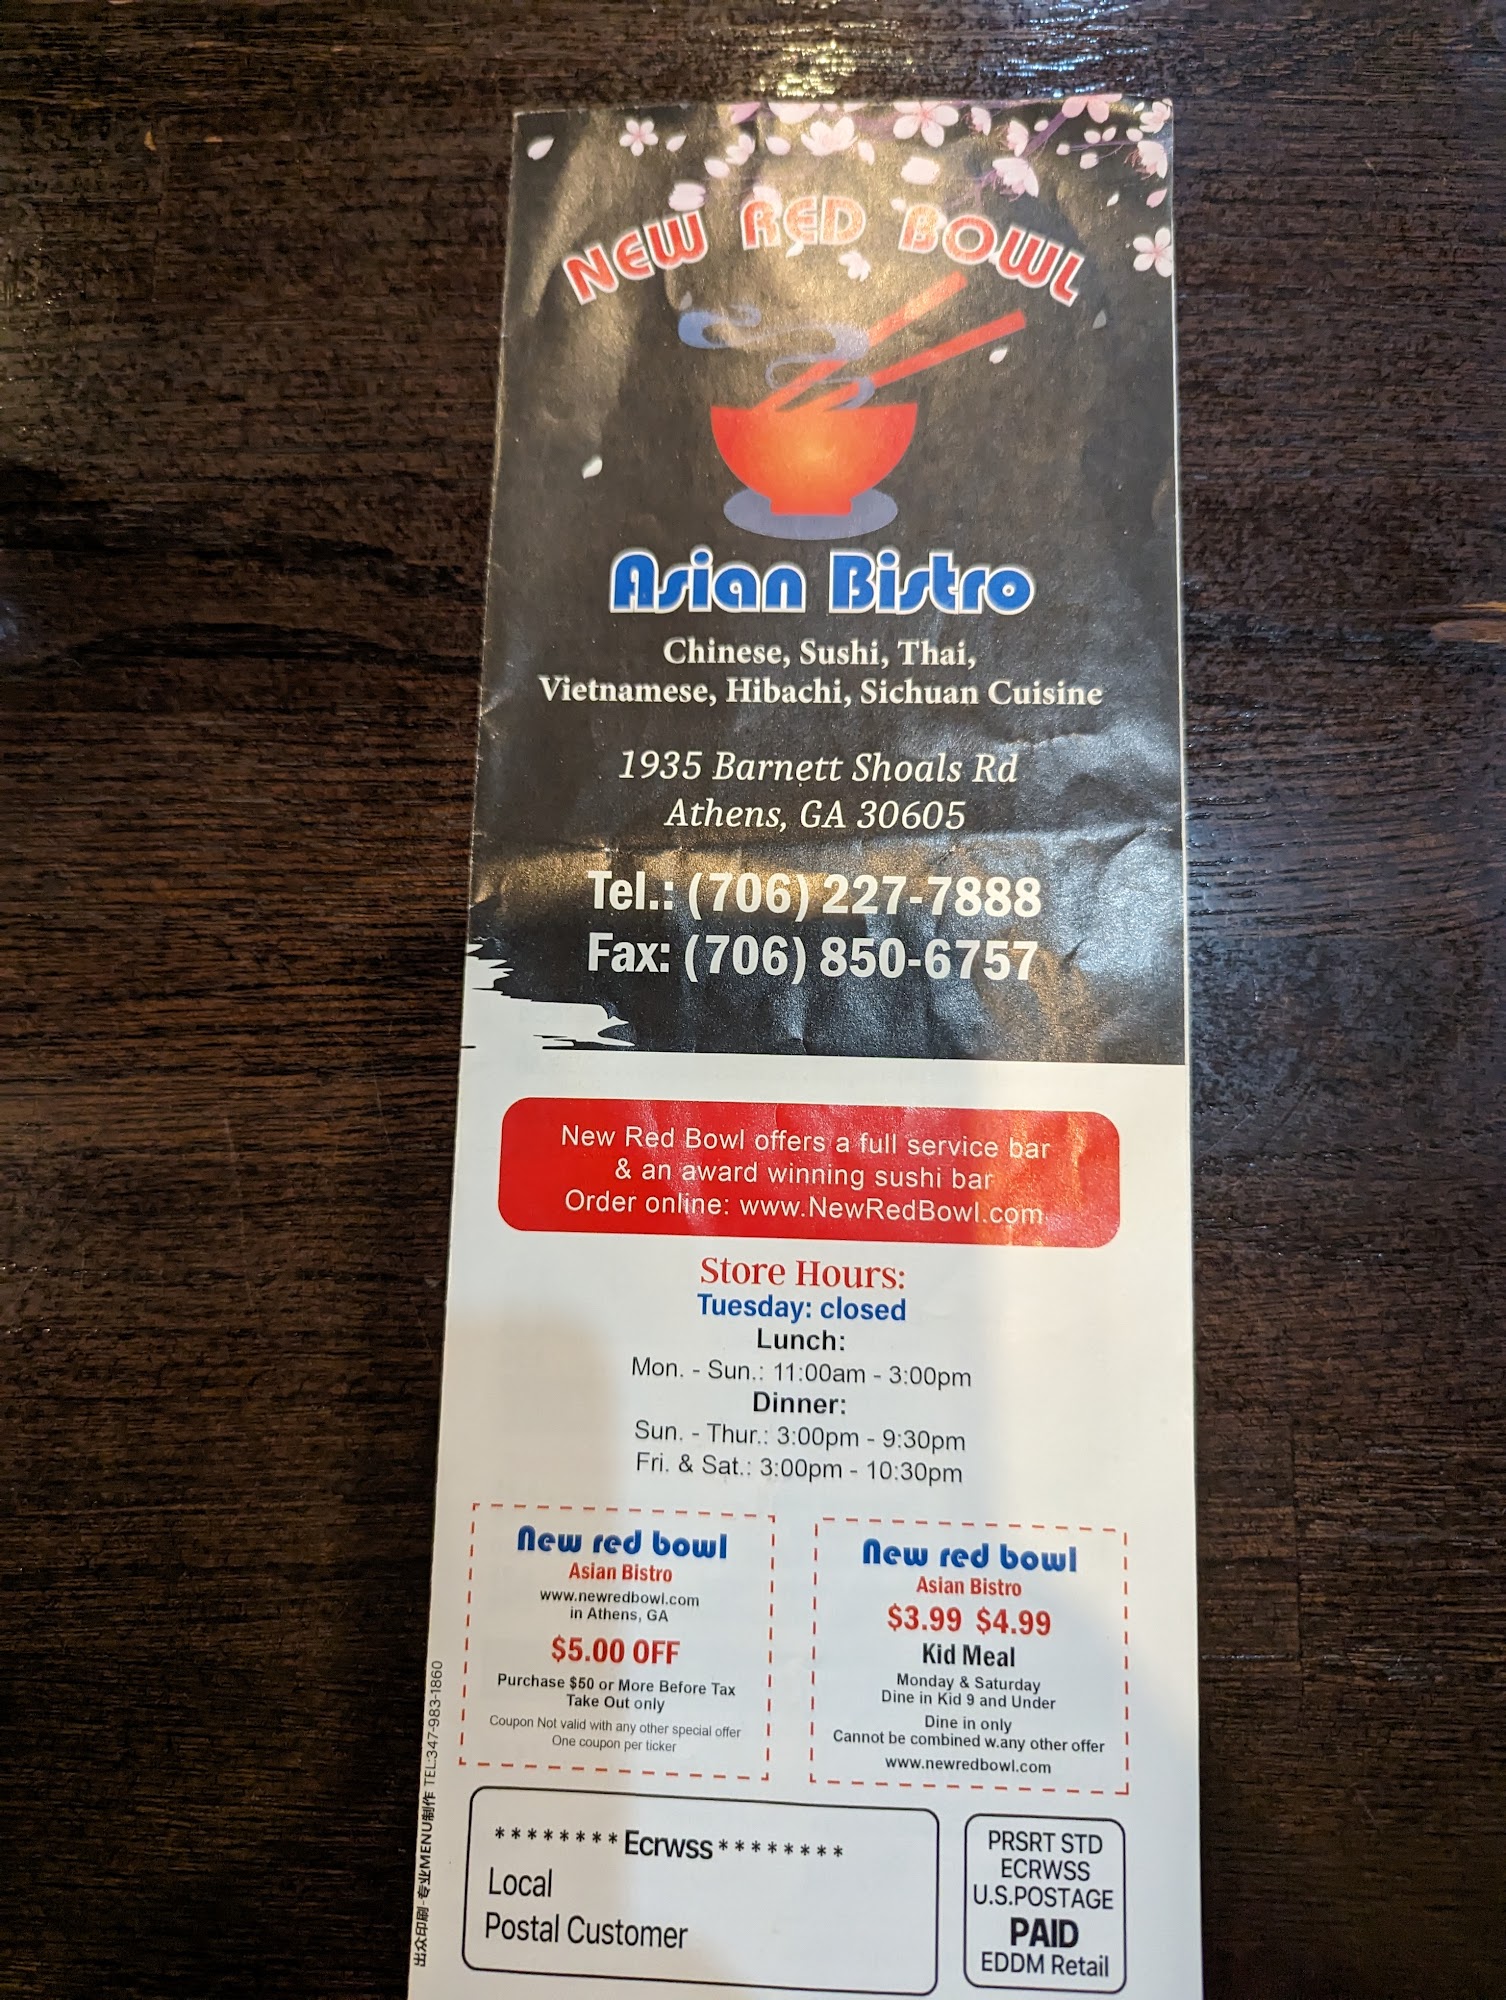 NEW RED BOWL
Asian Bistro
Chinese, Sushi, Thai,
Vietnamese, Hibachi, Sichuan Cuisine
1935 Barnett Shoals Rd
Athens, GA 30605
Tel.: (706) 227-7888
Fax: (706) 850-6757
New Red Bowl offers a full service bar
& an award winning sushi bar
Order online: www.NewRedBowl.com
Store Hours:
Tuesday: closed
Lunch:
Mon. - Sun.: 11:00am - 3:00pm
Dinner:
Sun. - Thur.: 3:00pm - 9:30pm
Fri. & Sat.: 3:00pm - 10:30pm
New red bowl
Asian Bistro
www.newredbowl.com
in Athens, GA
$5.00 OFF
Purchase $50 or More Before Tax
Take Out only
Coupon Not valid with any other special offer
One coupon per ticker
New red bowl
Asian Bistro
$3.99 $4.99
Kid Meal
Monday & Saturday
Dine in Kid 9 and Under
Dine in only
Cannot be combined w.any other offer
www.newredbowl.com
出众印刷-专业MENU制作 TEL:347-983-1860
********Ecrwss********
Local
Postal Customer
PRSRT STD
ECRWSS
U.S.POSTAGE
PAID
EDDM Retail